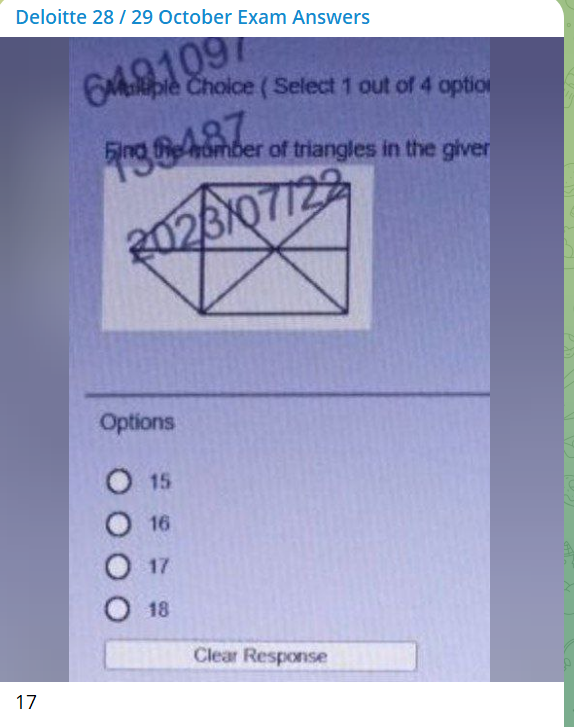 Deloitte 28 / 29 October Exam Answers
6491097
Multiple Choice ( Select 1 out of 4 optio
133487
Find the number of triangles in the giver
2023/07/22
Options
15
16
17
18
Clear Response
17